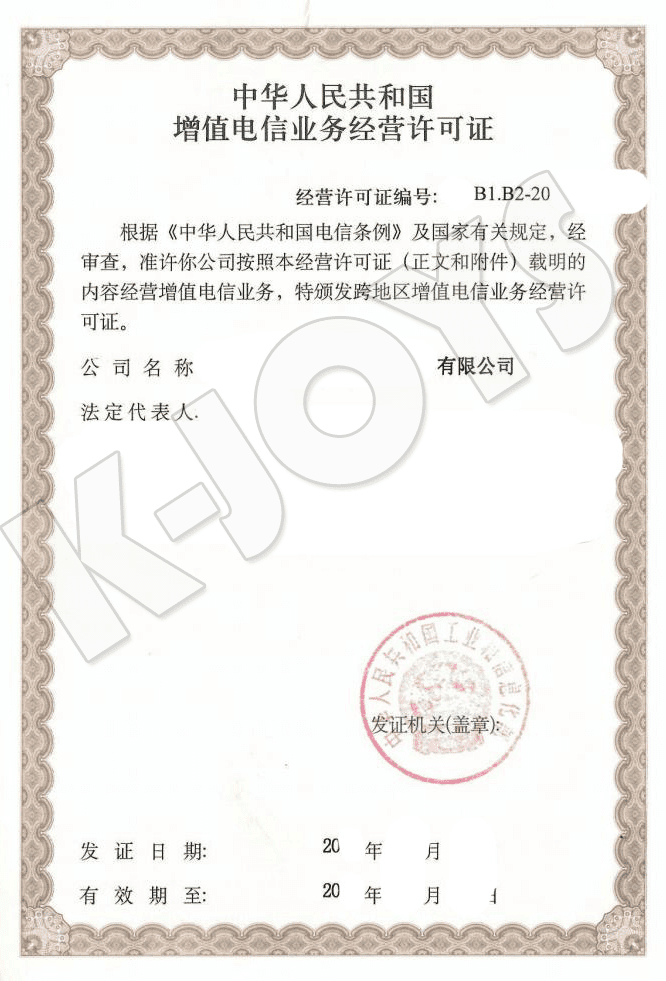 中华人民共和国
增值电信业务经营许可证
经营许可证编号: B1.B2-20
根据《中华人民共和国电信条例》及国家有关规定，经
审查，准许你公司按照本经营许可证（正文和附件）载明的
内容经营增值电信业务，特颁发跨地区增值电信业务经营许
可证。
公司名称 有限公司
法定代表人.
K-JOYS
中华人民共和国工业和信息化部
发证机关(盖章):
发证日期: 20 年 月
有效期至: 20 年 月